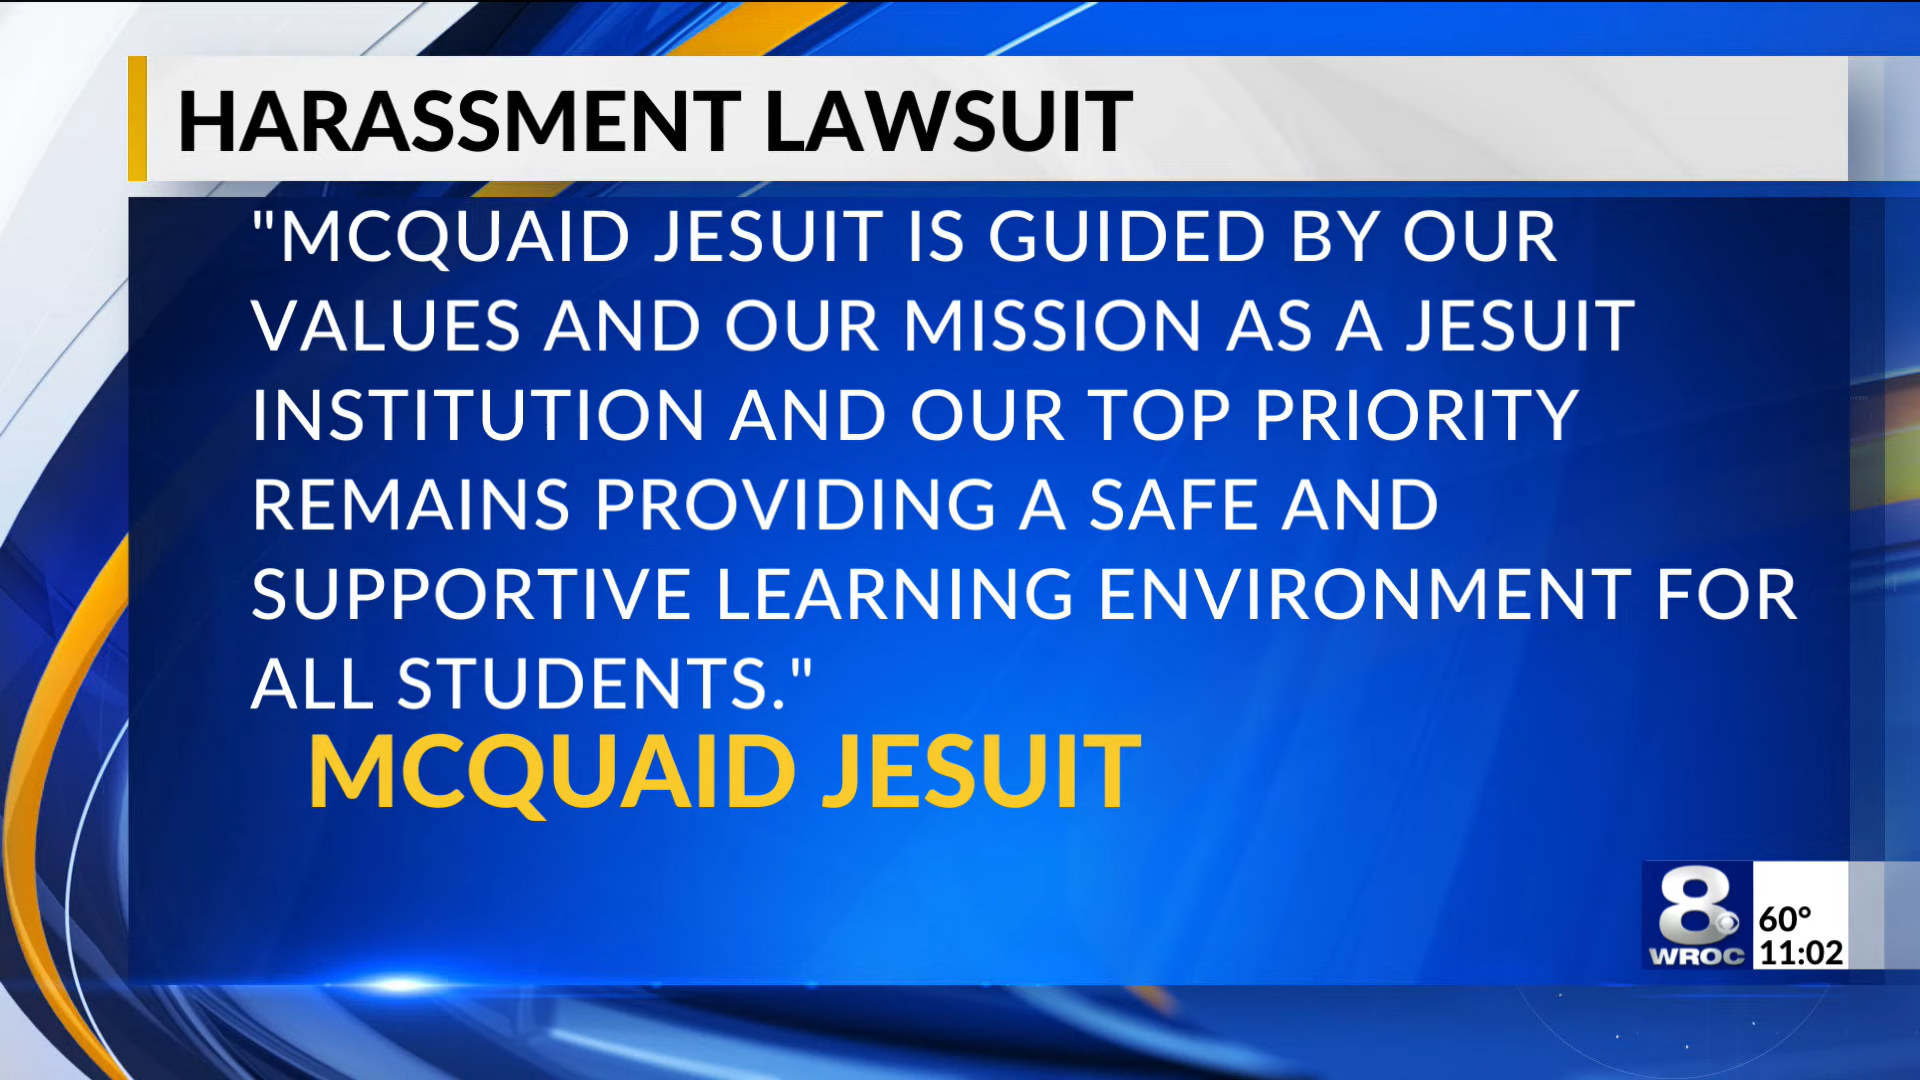 HARASSMENT LAWSUIT
"MCQUAID JESUIT IS GUIDED BY OUR
VALUES AND OUR MISSION AS A JESUIT
INSTITUTION AND OUR TOP PRIORITY
REMAINS PROVIDING A SAFE AND
SUPPORTIVE LEARNING ENVIRONMENT FOR
ALL STUDENTS."
MCQUAID JESUIT
8
WROC
60°
11:02